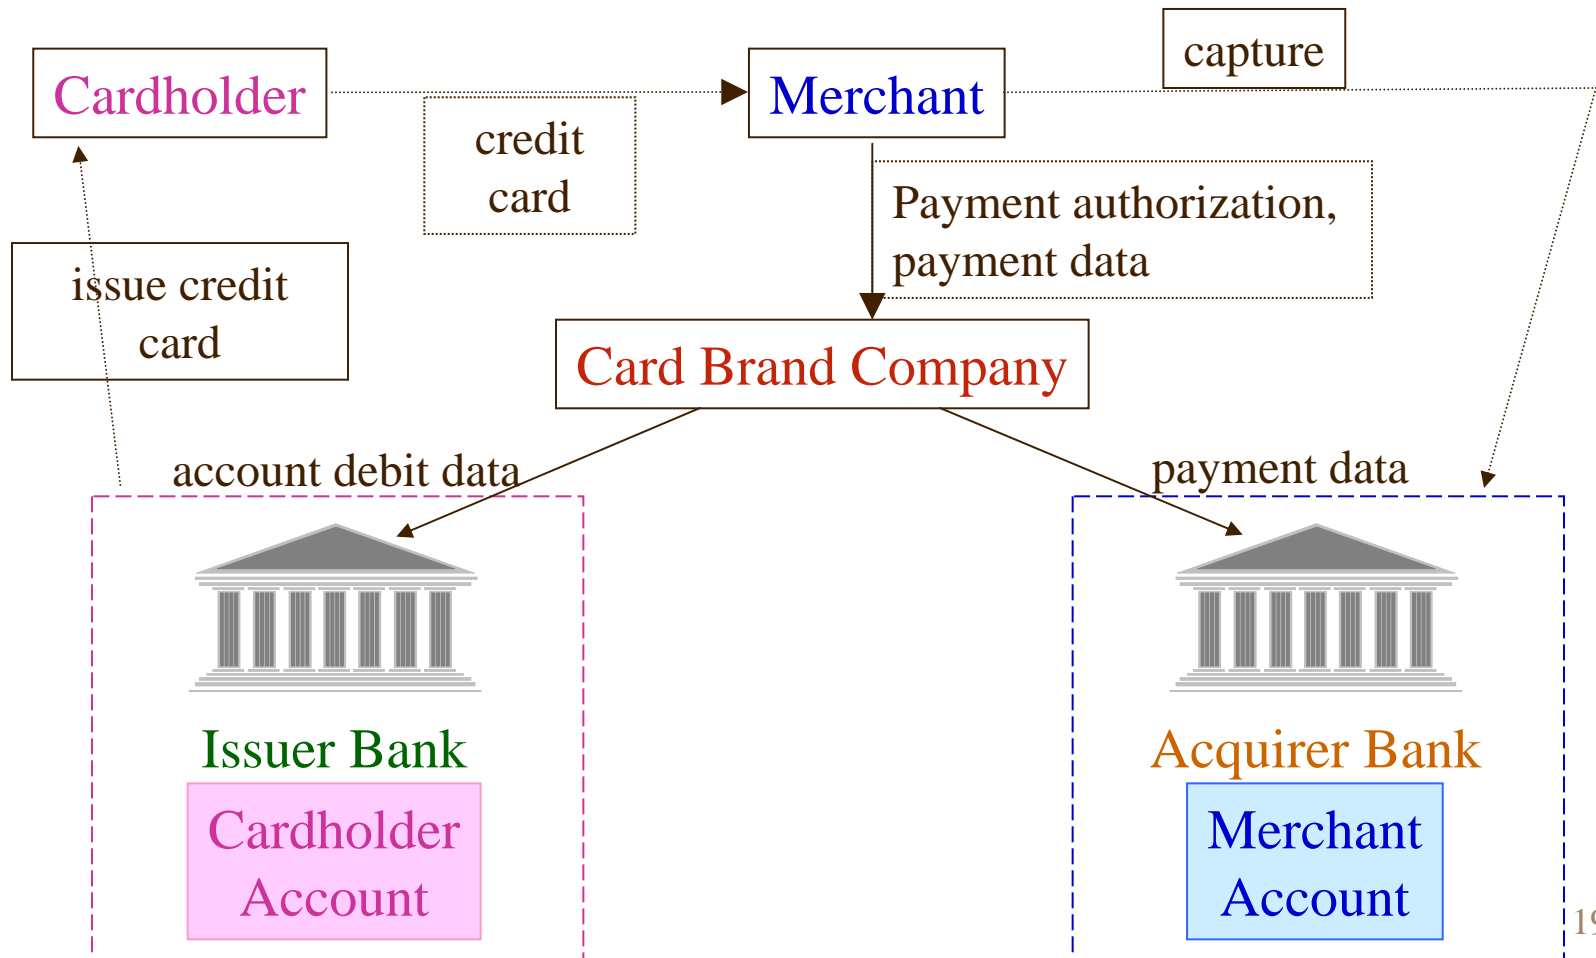 capture
Cardholder
Merchant
credit
card
Payment authorization,
payment data
issue credit
card
Card Brand Company
account debit data
payment data
Issuer Bank
Acquirer Bank
Cardholder
Account
Merchant
Account
19